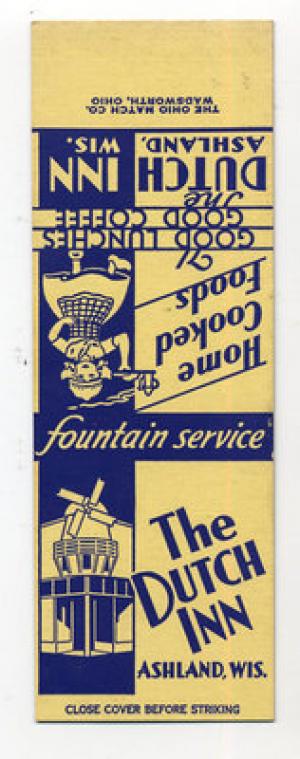 THE OHIO MATCH CO.
WADSWORTH, OHIO
The
DUTCH INN
ASHLAND, WIS.
GOOD LUNCHES
GOOD COFFEE
Home
Cooked
Foods
fountain service
The
DUTCH
INN
ASHLAND, WIS.
CLOSE COVER BEFORE STRIKING